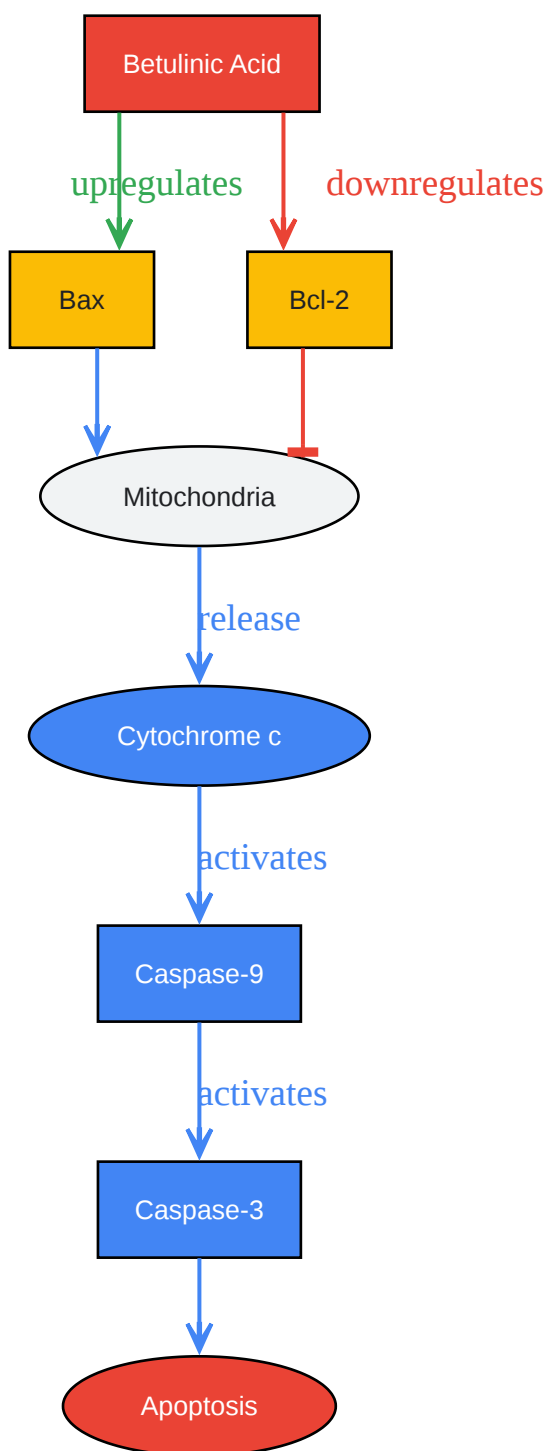 Betulinic Acid
upregulates
downregulates
Bax
Bcl-2
Mitochondria
release
Cytochrome c
activates
Caspase-9
activates
Caspase-3
Apoptosis